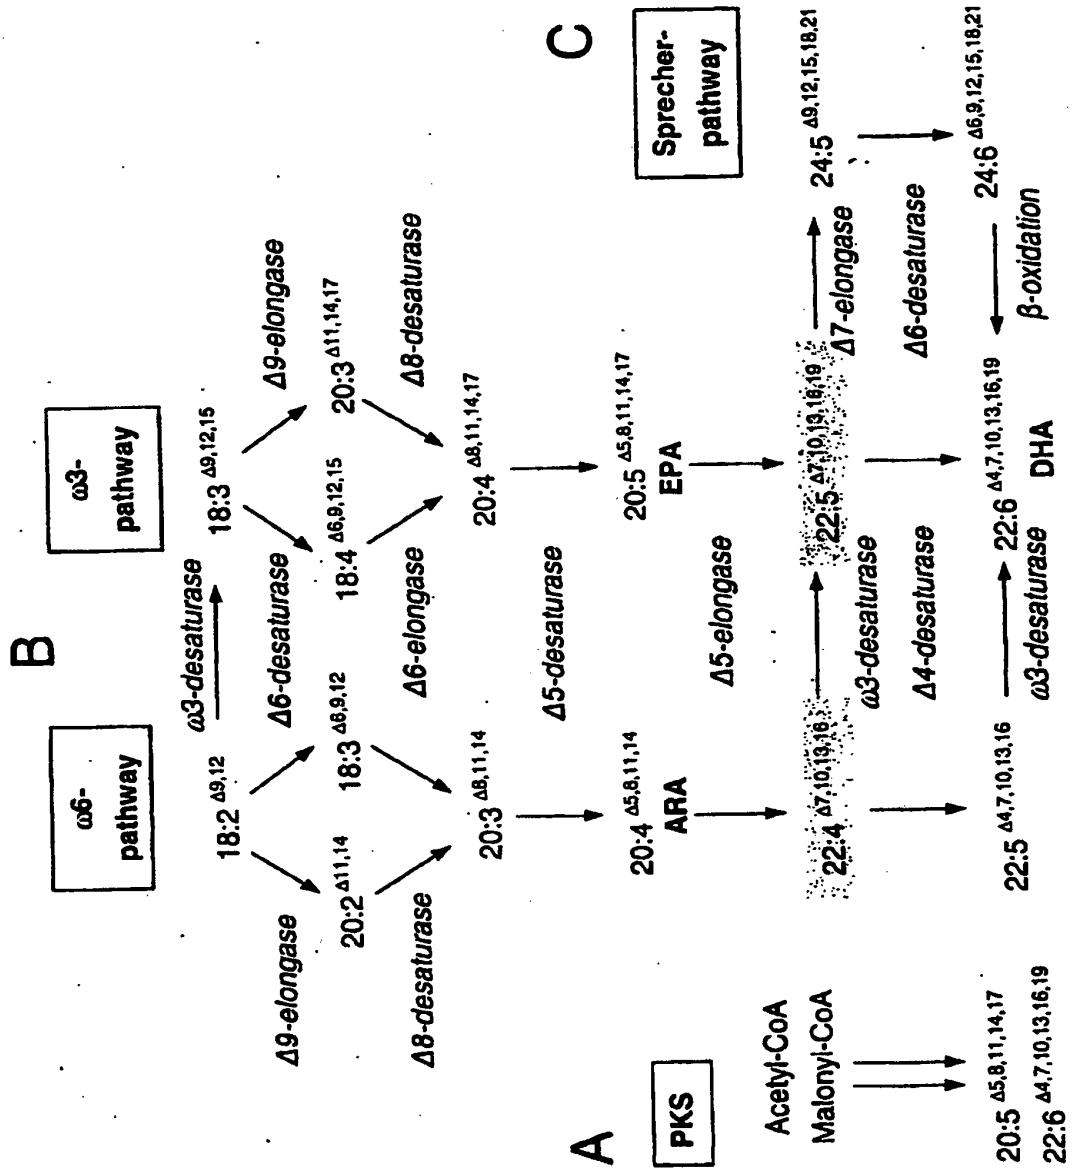 A
PKS
Acetyl-CoA
Malonyl-CoA
20:5 Δ5,8,11,14,17
22:6 Δ4,7,10,13,16,19
B
ω6-
pathway
ω3-
pathway
18:2 Δ9,12
ω3-desaturase
18:3 Δ9,12,15
Δ9-elongase
Δ6-desaturase
Δ9-elongase
20:2 Δ11,14
18:3 Δ6,9,12
18:4 Δ6,9,12,15
20:3 Δ11,14,17
Δ8-desaturase
Δ6-elongase
Δ8-desaturase
20:3 Δ8,11,14
20:4 Δ8,11,14,17
Δ5-desaturase
20:4 Δ5,8,11,14
ARA
20:5 Δ5,8,11,14,17
EPA
Δ5-elongase
22:4 Δ7,10,13,16
22:5 Δ7,10,13,16,19
ω3-desaturase
Δ4-desaturase
22:5 Δ4,7,10,13,16
ω3-desaturase
22:6 Δ4,7,10,13,16,19
DHA
C
Sprecher-
pathway
Δ7-elongase
24:5 Δ9,12,15,18,21
Δ6-desaturase
24:6 Δ6,9,12,15,18,21
β-oxidation